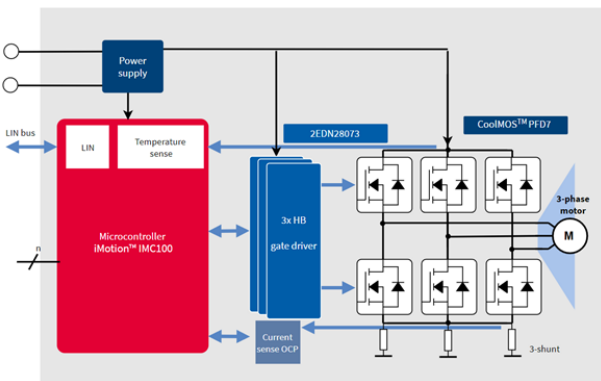 Power
supply
2EDN28073
CoolMOS™ PFD7
LIN bus
LIN
Temperature
sense
3-phase
motor
3x HB
gate driver
M
Microcontroller
iMotion™ IMC100
n
Current
sense OCP
3-shunt